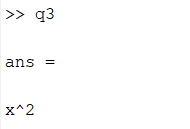 >> q3
ans =
x^2